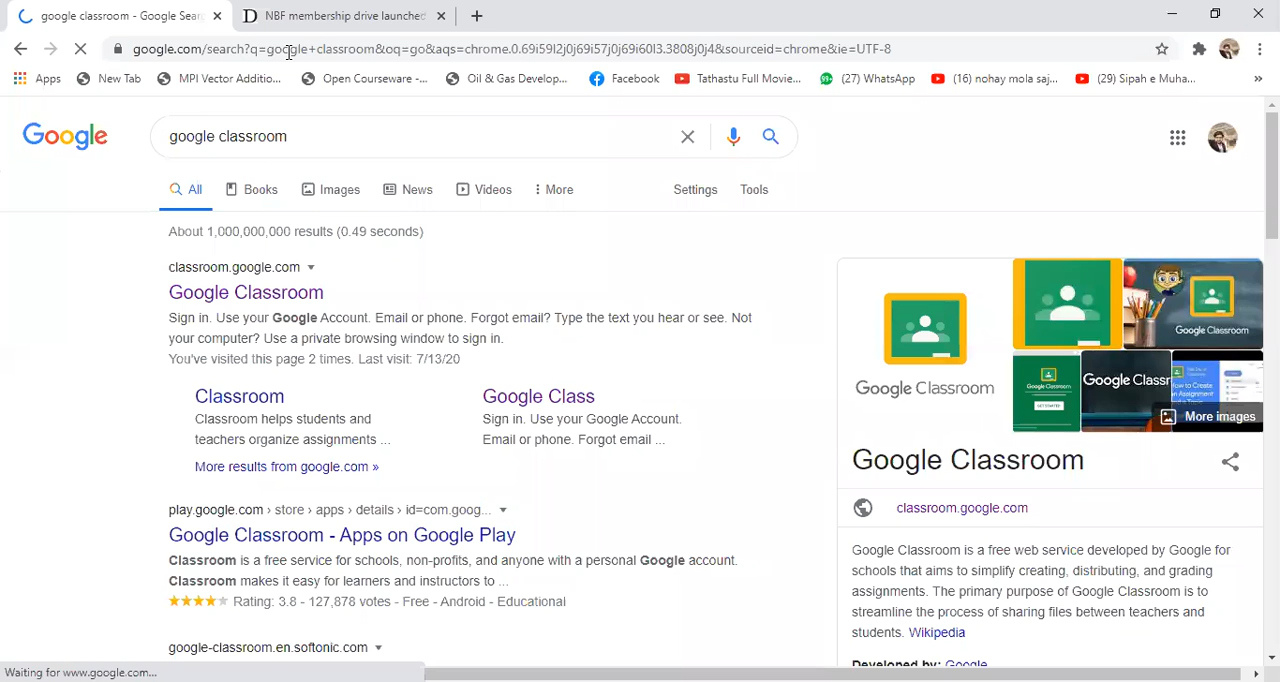 google classroom - Google Sear
NBF membership drive launched
google.com/search?q=google+classroom&oq=go&aqs=chrome.0.69i59l2j0j69i57j0j69i60l3.3808j0j4&sourceid=chrome&ie=UTF-8
Apps
New Tab
MPI Vector Additio...
Open Courseware -...
Oil & Gas Develop...
Facebook
Tathastu Full Movie...
99+
(27) WhatsApp
(16) nohay mola saj...
(29) Sipah e Muha...
»
Google
google classroom
All
Books
Images
News
Videos
More
Settings
Tools
About 1,000,000,000 results (0.49 seconds)
classroom.google.com
Google Classroom
Sign in. Use your Google Account. Email or phone. Forgot email? Type the text you hear or see. Not
your computer? Use a private browsing window to sign in.
You've visited this page 2 times. Last visit: 7/13/20
Classroom
Classroom helps students and
teachers organize assignments ...
Google Class
Sign in. Use your Google Account.
Email or phone. Forgot email ...
More results from google.com »
play.google.com › store › apps › details › id=com.goog...
Google Classroom - Apps on Google Play
Classroom is a free service for schools, non-profits, and anyone with a personal Google account.
Classroom makes it easy for learners and instructors to ...
Rating: 3.8 - 127,878 votes - Free - Android - Educational
google-classroom.en.softonic.com
Google Classroom
Google Classroom
Google Classr
How to Create
an Assignment
More images
Google Classroom
classroom.google.com
Google Classroom is a free web service developed by Google for
schools that aims to simplify creating, distributing, and grading
assignments. The primary purpose of Google Classroom is to
streamline the process of sharing files between teachers and
students. Wikipedia
Developed by: Google
Waiting for www.google.com...